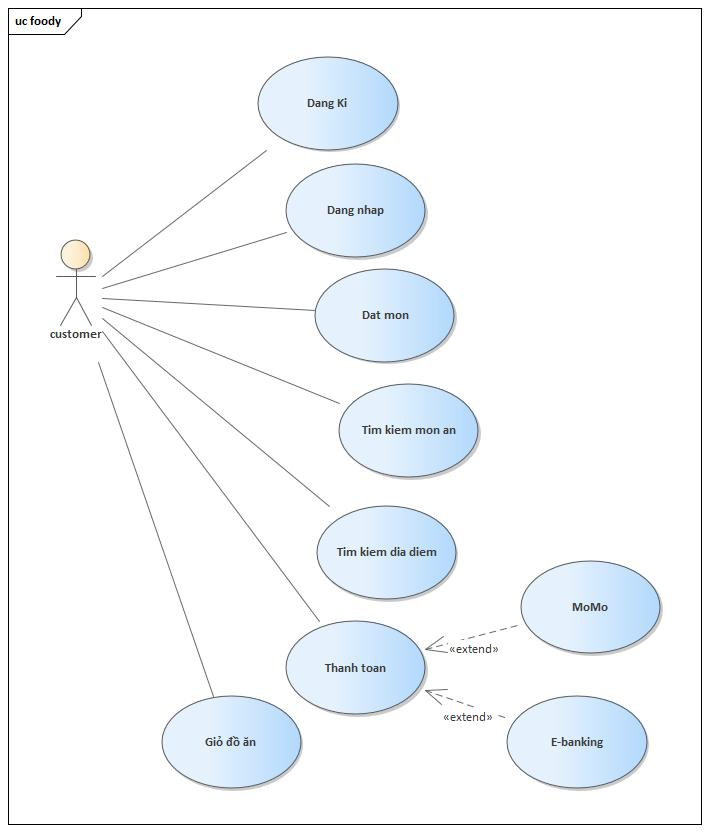 uc foody
Dang Ki
Dang nhap
customer
Dat mon
Tim kiem mon an
Tim kiem dia diem
MoMo
«extend»
Thanh toan
«extend»
Giỏ đồ ăn
E-banking